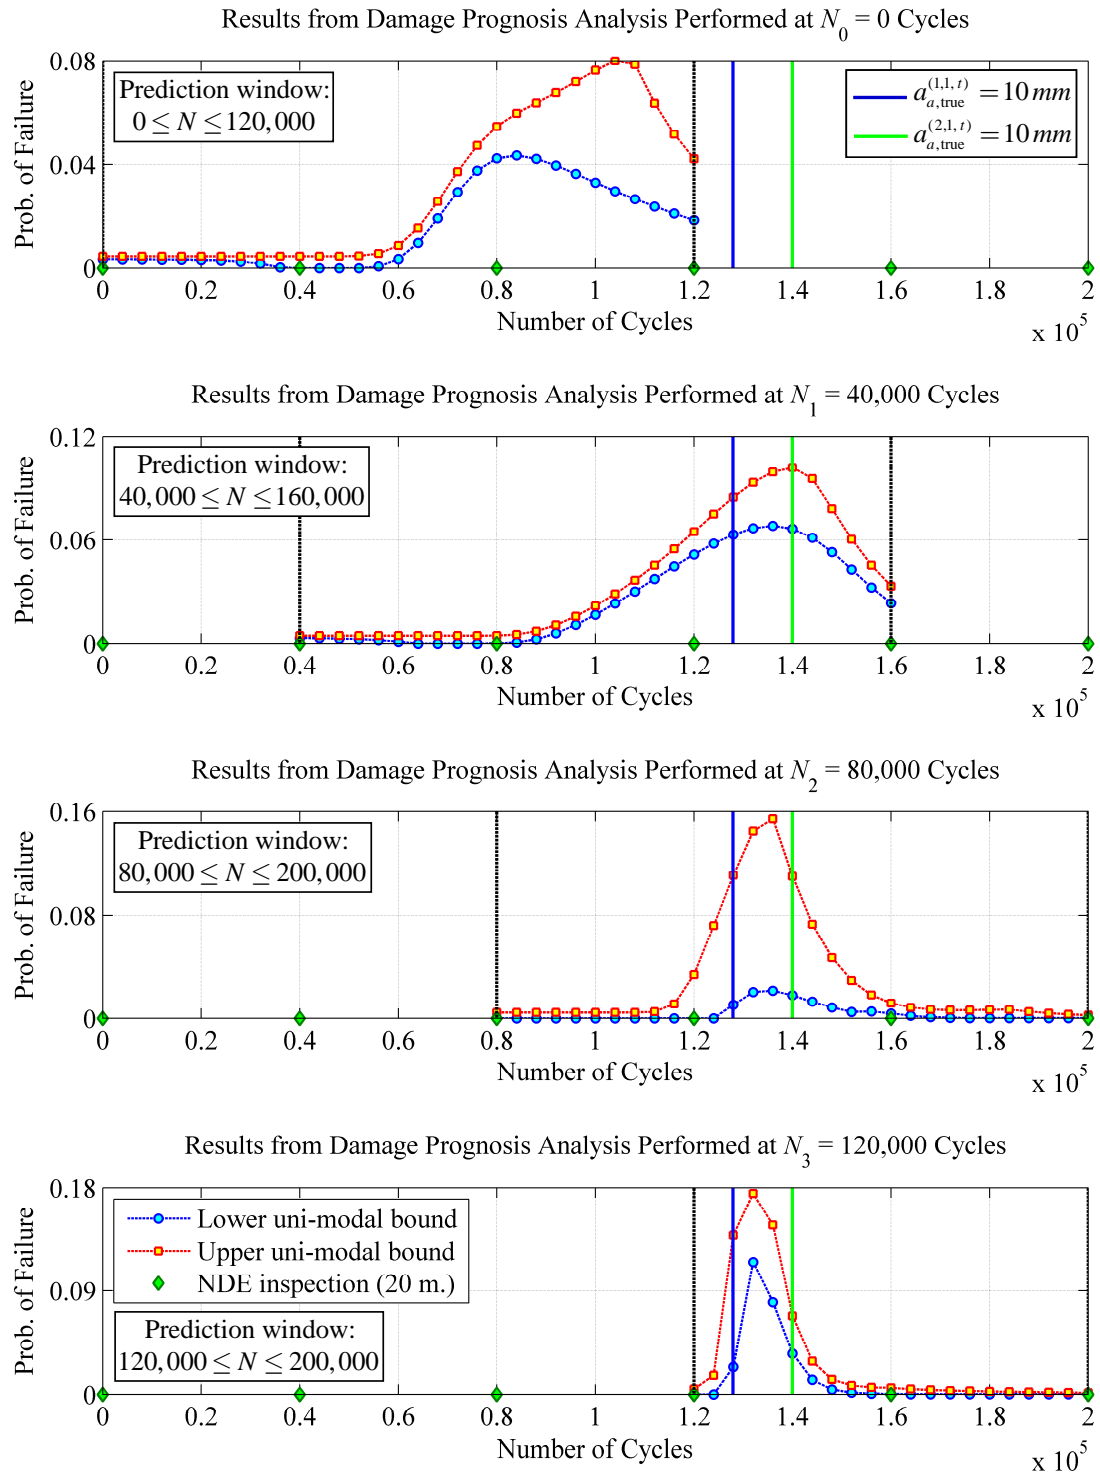 Results from Damage Prognosis Analysis Performed at N_0 = 0 Cycles
Prob. of Failure
0.08
0.04
0
Prediction window:
0 ≤ N ≤ 120,000
a_{a,true}^{(1,1,t)} = 10 mm
a_{a,true}^{(2,1,t)} = 10 mm
0 0.2 0.4 0.6 0.8 1 1.2 1.4 1.6 1.8 2
Number of Cycles
x 10^5
Results from Damage Prognosis Analysis Performed at N_1 = 40,000 Cycles
Prob. of Failure
0.12
0.06
0
Prediction window:
40,000 ≤ N ≤ 160,000
0 0.2 0.4 0.6 0.8 1 1.2 1.4 1.6 1.8 2
Number of Cycles
x 10^5
Results from Damage Prognosis Analysis Performed at N_2 = 80,000 Cycles
Prob. of Failure
0.16
0.08
0
Prediction window:
80,000 ≤ N ≤ 200,000
0 0.2 0.4 0.6 0.8 1 1.2 1.4 1.6 1.8 2
Number of Cycles
x 10^5
Results from Damage Prognosis Analysis Performed at N_3 = 120,000 Cycles
Prob. of Failure
0.18
0.09
0
Lower uni-modal bound
Upper uni-modal bound
NDE inspection (20 m.)
Prediction window:
120,000 ≤ N ≤ 200,000
0 0.2 0.4 0.6 0.8 1 1.2 1.4 1.6 1.8 2
Number of Cycles
x 10^5